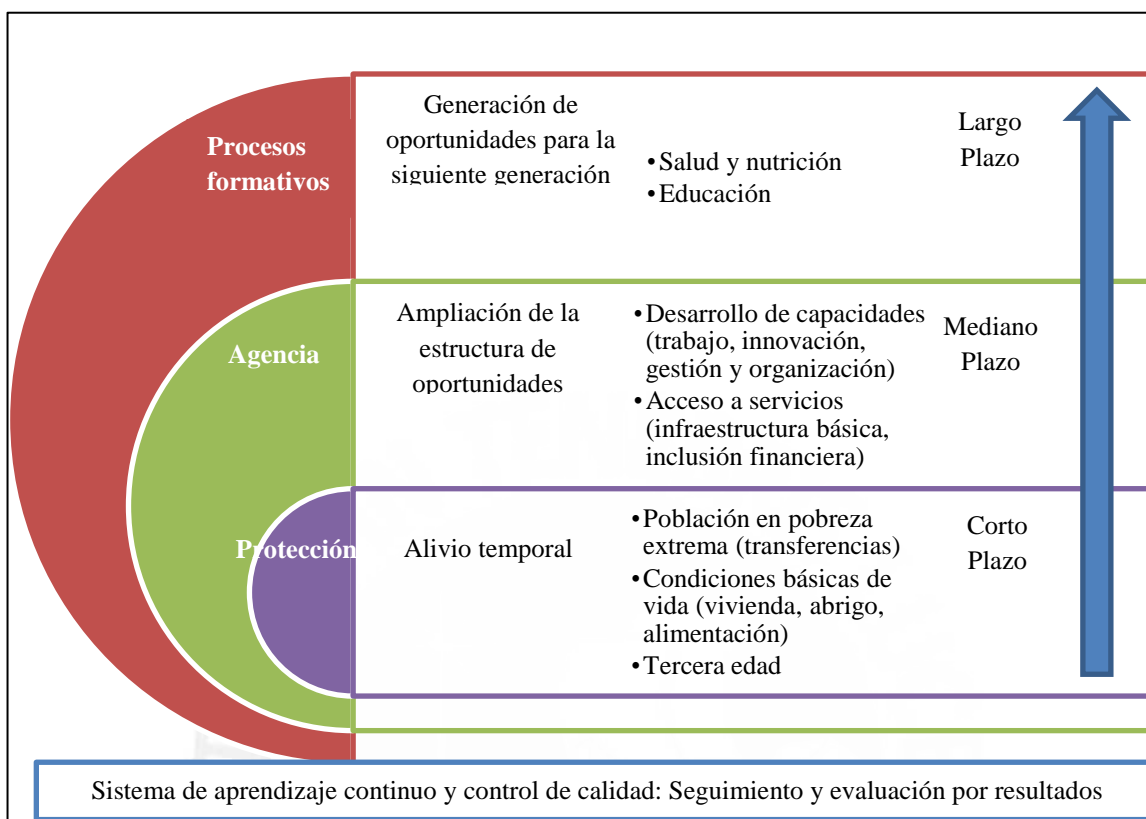 Procesos
formativos
Generación de
oportunidades para la
siguiente generación
•Salud y nutrición
•Educación
Largo
Plazo
Agencia
Ampliación de la
estructura de
oportunidades
•Desarrollo de capacidades
(trabajo, innovación,
gestión y organización)
•Acceso a servicios
(infraestructura básica,
inclusión financiera)
Mediano
Plazo
Protección
Alivio temporal
•Población en pobreza
extrema (transferencias)
•Condiciones básicas de
vida (vivienda, abrigo,
alimentación)
•Tercera edad
Corto
Plazo
Sistema de aprendizaje continuo y control de calidad: Seguimiento y evaluación por resultados